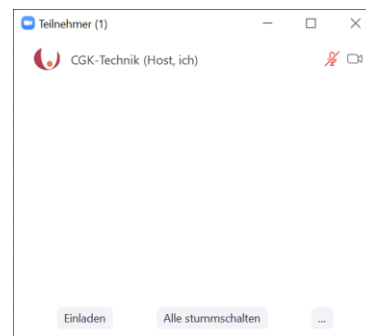 Teilnehmer (1)
CGK-Technik (Host, ich)
Einladen Alle stummschalten ...